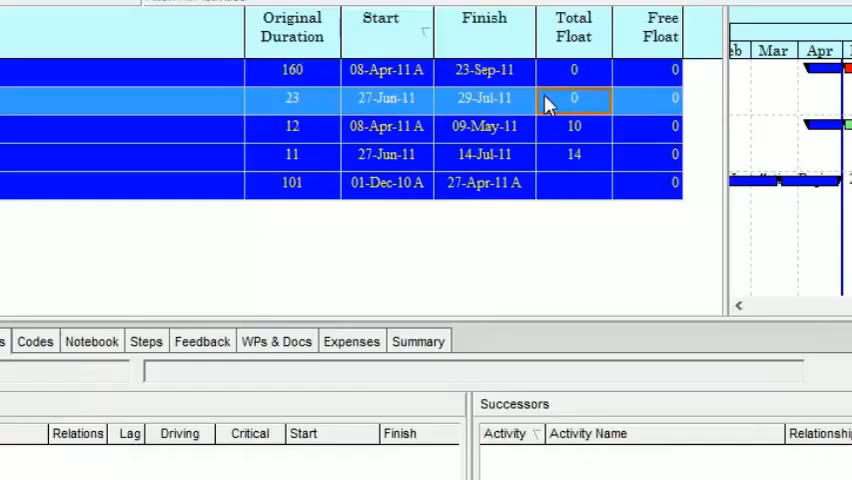 Original Duration Start Finish Total Float Free Float
Mar Apr
160 08-Apr-11 A 23-Sep-11 0 0
23 27-Jun-11 29-Jul-11 0 0
12 08-Apr-11 A 09-May-11 10 0
11 27-Jun-11 14-Jul-11 14 0
101 01-Dec-10 A 27-Apr-11 A 0
s Codes Notebook Steps Feedback WPs & Docs Expenses Summary
Successors
Relations Lag Driving Critical Start Finish Activity Activity Name Relationshi